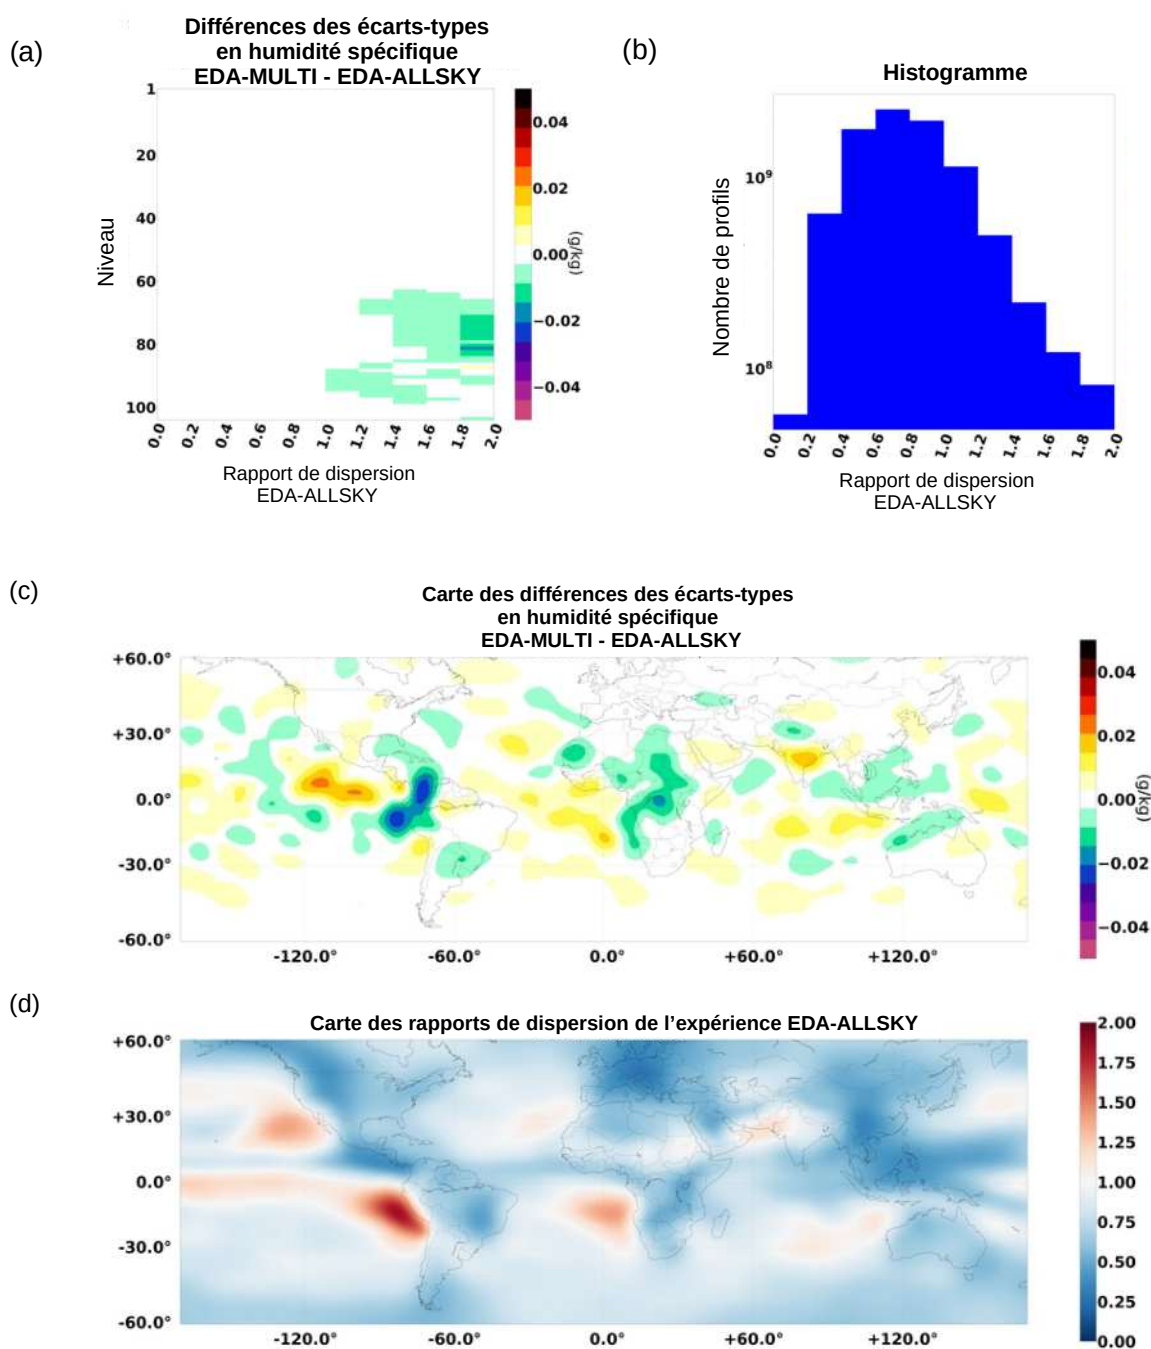 (a)
Différences des écarts-types
en humidité spécifique
EDA-MULTI - EDA-ALLSKY
1
20
40
60
80
100
Niveau
0.0 0.2 0.4 0.6 0.8 1.0 1.2 1.4 1.6 1.8 2.0
Rapport de dispersion
EDA-ALLSKY
0.04
0.02
0.00
−0.02
−0.04
(g/kg)
(b)
Histogramme
10⁹
10⁸
Nombre de profils
0.0 0.2 0.4 0.6 0.8 1.0 1.2 1.4 1.6 1.8 2.0
Rapport de dispersion
EDA-ALLSKY
(c)
Carte des différences des écarts-types
en humidité spécifique
EDA-MULTI - EDA-ALLSKY
+60.0°
+30.0°
0.0°
-30.0°
-60.0°
-120.0° -60.0° 0.0° +60.0° +120.0°
0.04
0.02
0.00
−0.02
−0.04
(g/kg)
(d)
Carte des rapports de dispersion de l’expérience EDA-ALLSKY
+60.0°
+30.0°
0.0°
-30.0°
-60.0°
-120.0° -60.0° 0.0° +60.0° +120.0°
2.00
1.75
1.50
1.25
1.00
0.75
0.50
0.25
0.00